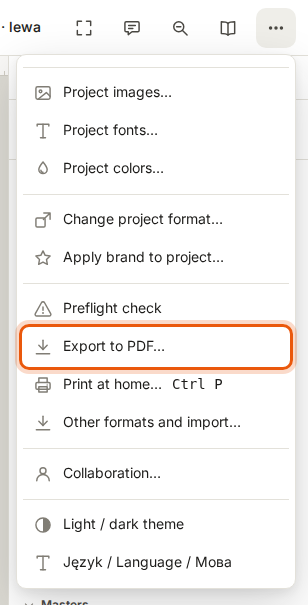 · lewa
Project images...
Project fonts...
Project colors...
Change project format...
Apply brand to project...
Preflight check
Export to PDF...
Print at home... Ctrl P
Other formats and import...
Collaboration...
Light / dark theme
Język / Language / Мова
Masters